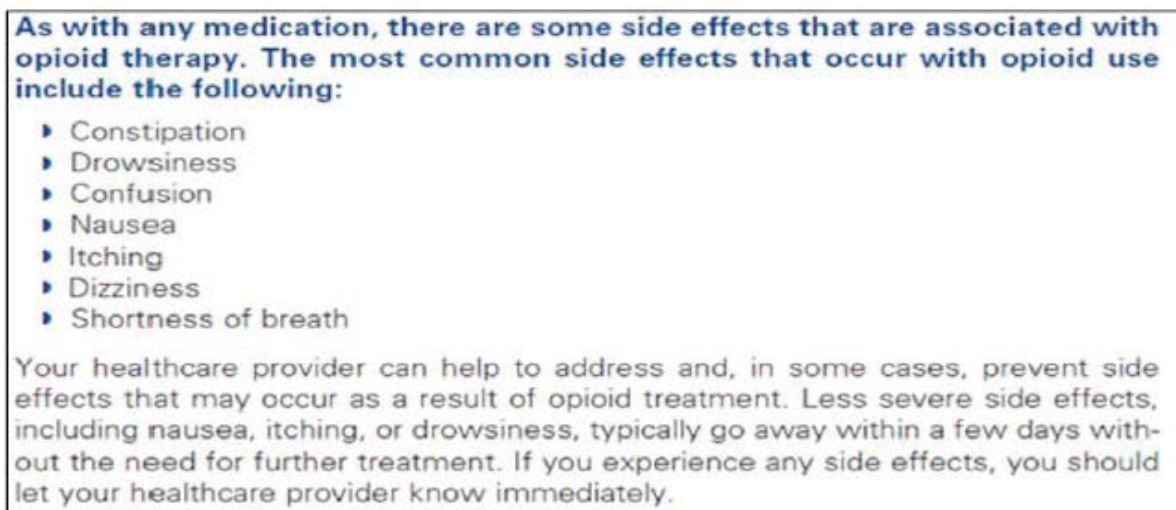 As with any medication, there are some side effects that are associated with
opioid therapy. The most common side effects that occur with opioid use
include the following:
Constipation
Drowsiness
Confusion
Nausea
Itching
Dizziness
Shortness of breath
Your healthcare provider can help to address and, in some cases, prevent side
effects that may occur as a result of opioid treatment. Less severe side effects,
including nausea, itching, or drowsiness, typically go away within a few days with-
out the need for further treatment. If you experience any side effects, you should
let your healthcare provider know immediately.